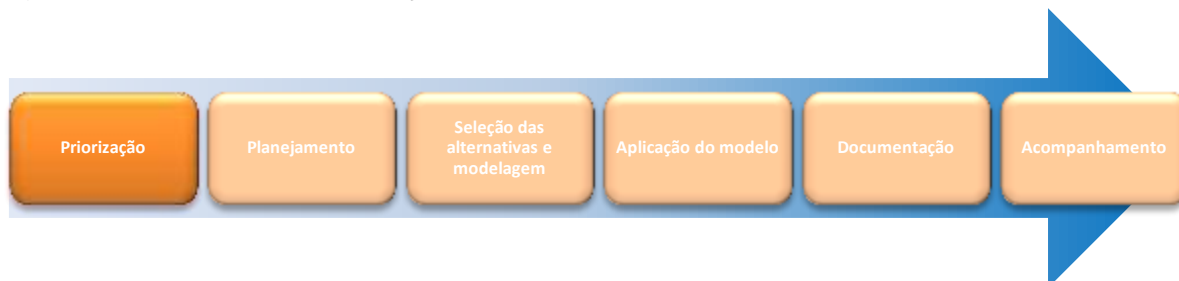 Priorização
Planejamento
Seleção das
alternativas e
modelagem
Aplicação do modelo
Documentação
Acompanhamento